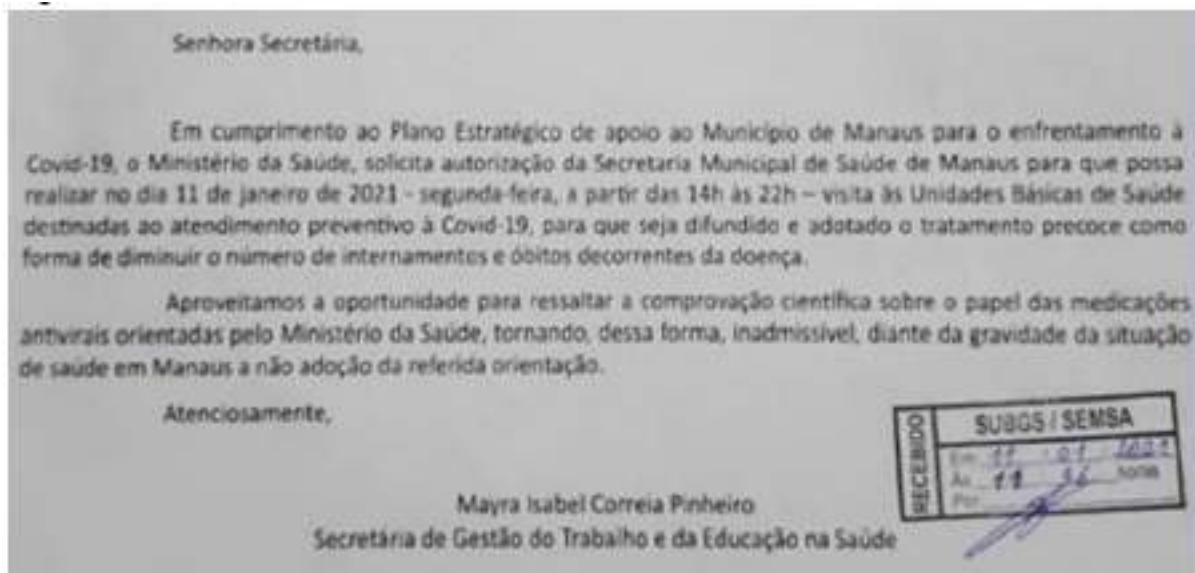 Senhora Secretária,
Em cumprimento ao Plano Estratégico de apoio ao Município de Manaus para o enfrentamento à
Covid-19, o Ministério da Saúde, solicita autorização da Secretaria Municipal de Saúde de Manaus para que possa
realizar no dia 11 de janeiro de 2021 - segunda-feira, a partir das 14h às 22h – visita às Unidades Básicas de Saúde
destinadas ao atendimento preventivo à Covid-19, para que seja difundido e adotado o tratamento precoce como
forma de diminuir o número de internamentos e óbitos decorrentes da doença.
Aproveitamos a oportunidade para ressaltar a comprovação científica sobre o papel das medicações
antivirais orientadas pelo Ministério da Saúde, tornando, dessa forma, inadmissível, diante da gravidade da situação
de saúde em Manaus a não adoção da referida orientação.
Atenciosamente,
RECEBIDO
SUBGS / SEMSA
Em 11 01 2021
Às 11 36 horas
Por
Mayra Isabel Correia Pinheiro
Secretária de Gestão do Trabalho e da Educação na Saúde